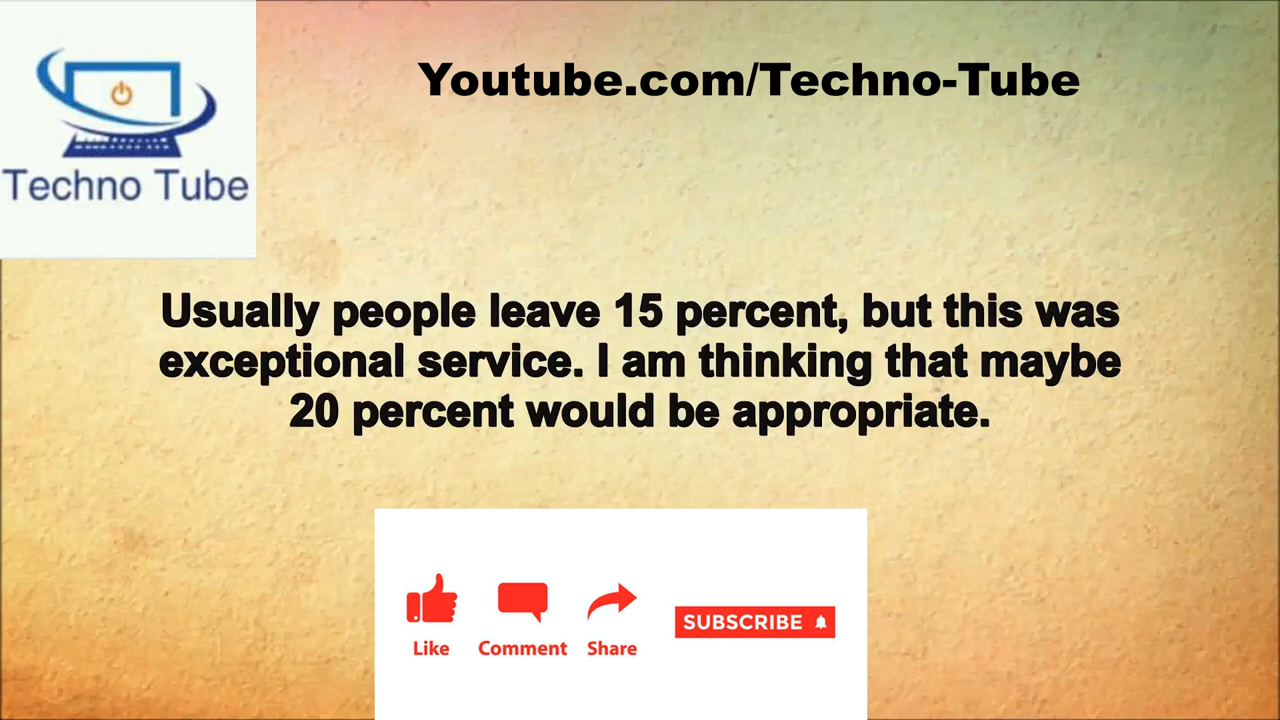 Youtube.com/Techno-Tube
Techno Tube
Usually people leave 15 percent, but this was
exceptional service. I am thinking that maybe
20 percent would be appropriate.
Like Comment Share
SUBSCRIBE